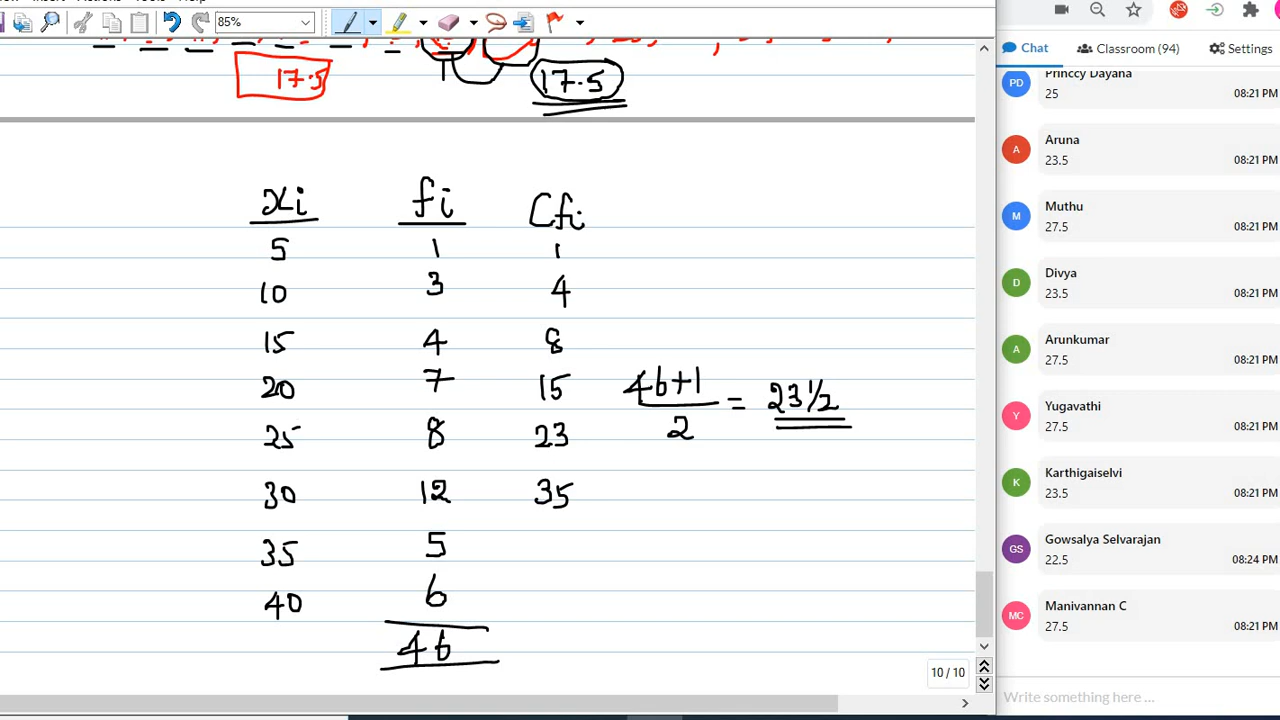 85%
Chat
Classroom (94)
Settings
17.5
17.5
xi fi Cfi
5 1 1
10 3 4
15 4 8
20 7 15
46+1
2
= 23 1/2
25 8 23
30 12 35
35 5
40 6
46
10 / 10
PD
Princcy Dayana
25
08:21 PM
A
Aruna
23.5
08:21 PM
M
Muthu
27.5
08:21 PM
D
Divya
23.5
08:21 PM
A
Arunkumar
27.5
08:21 PM
Y
Yugavathi
27.5
08:21 PM
K
Karthigaiselvi
23.5
08:21 PM
GS
Gowsalya Selvarajan
22.5
08:24 PM
MC
Manivannan C
27.5
08:21 PM
Write something here ...